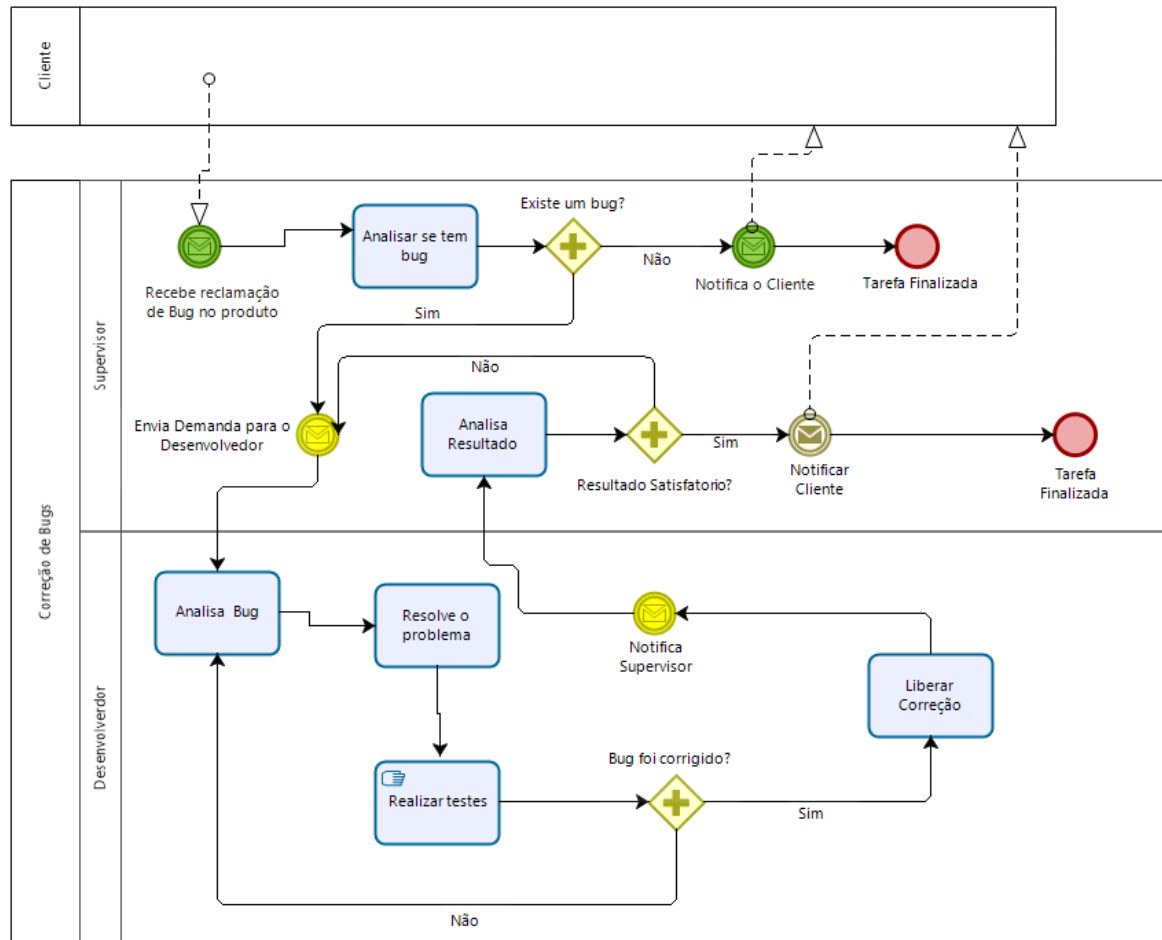 Cliente
Correção de Bugs
Supervisor
Existe um bug?
Analisar se tem
bug
Não
Recebe reclamação
de Bug no produto
Notifica o Cliente
Tarefa Finalizada
Sim
Não
Envia Demanda para o
Desenvolvedor
Analisa
Resultado
Sim
Resultado Satisfatorio?
Notificar
Cliente
Tarefa
Finalizada
Desenvolverdor
Analisa Bug
Resolve o
problema
Notifica
Supervisor
Liberar
Correção
Bug foi corrigido?
Realizar testes
Sim
Não